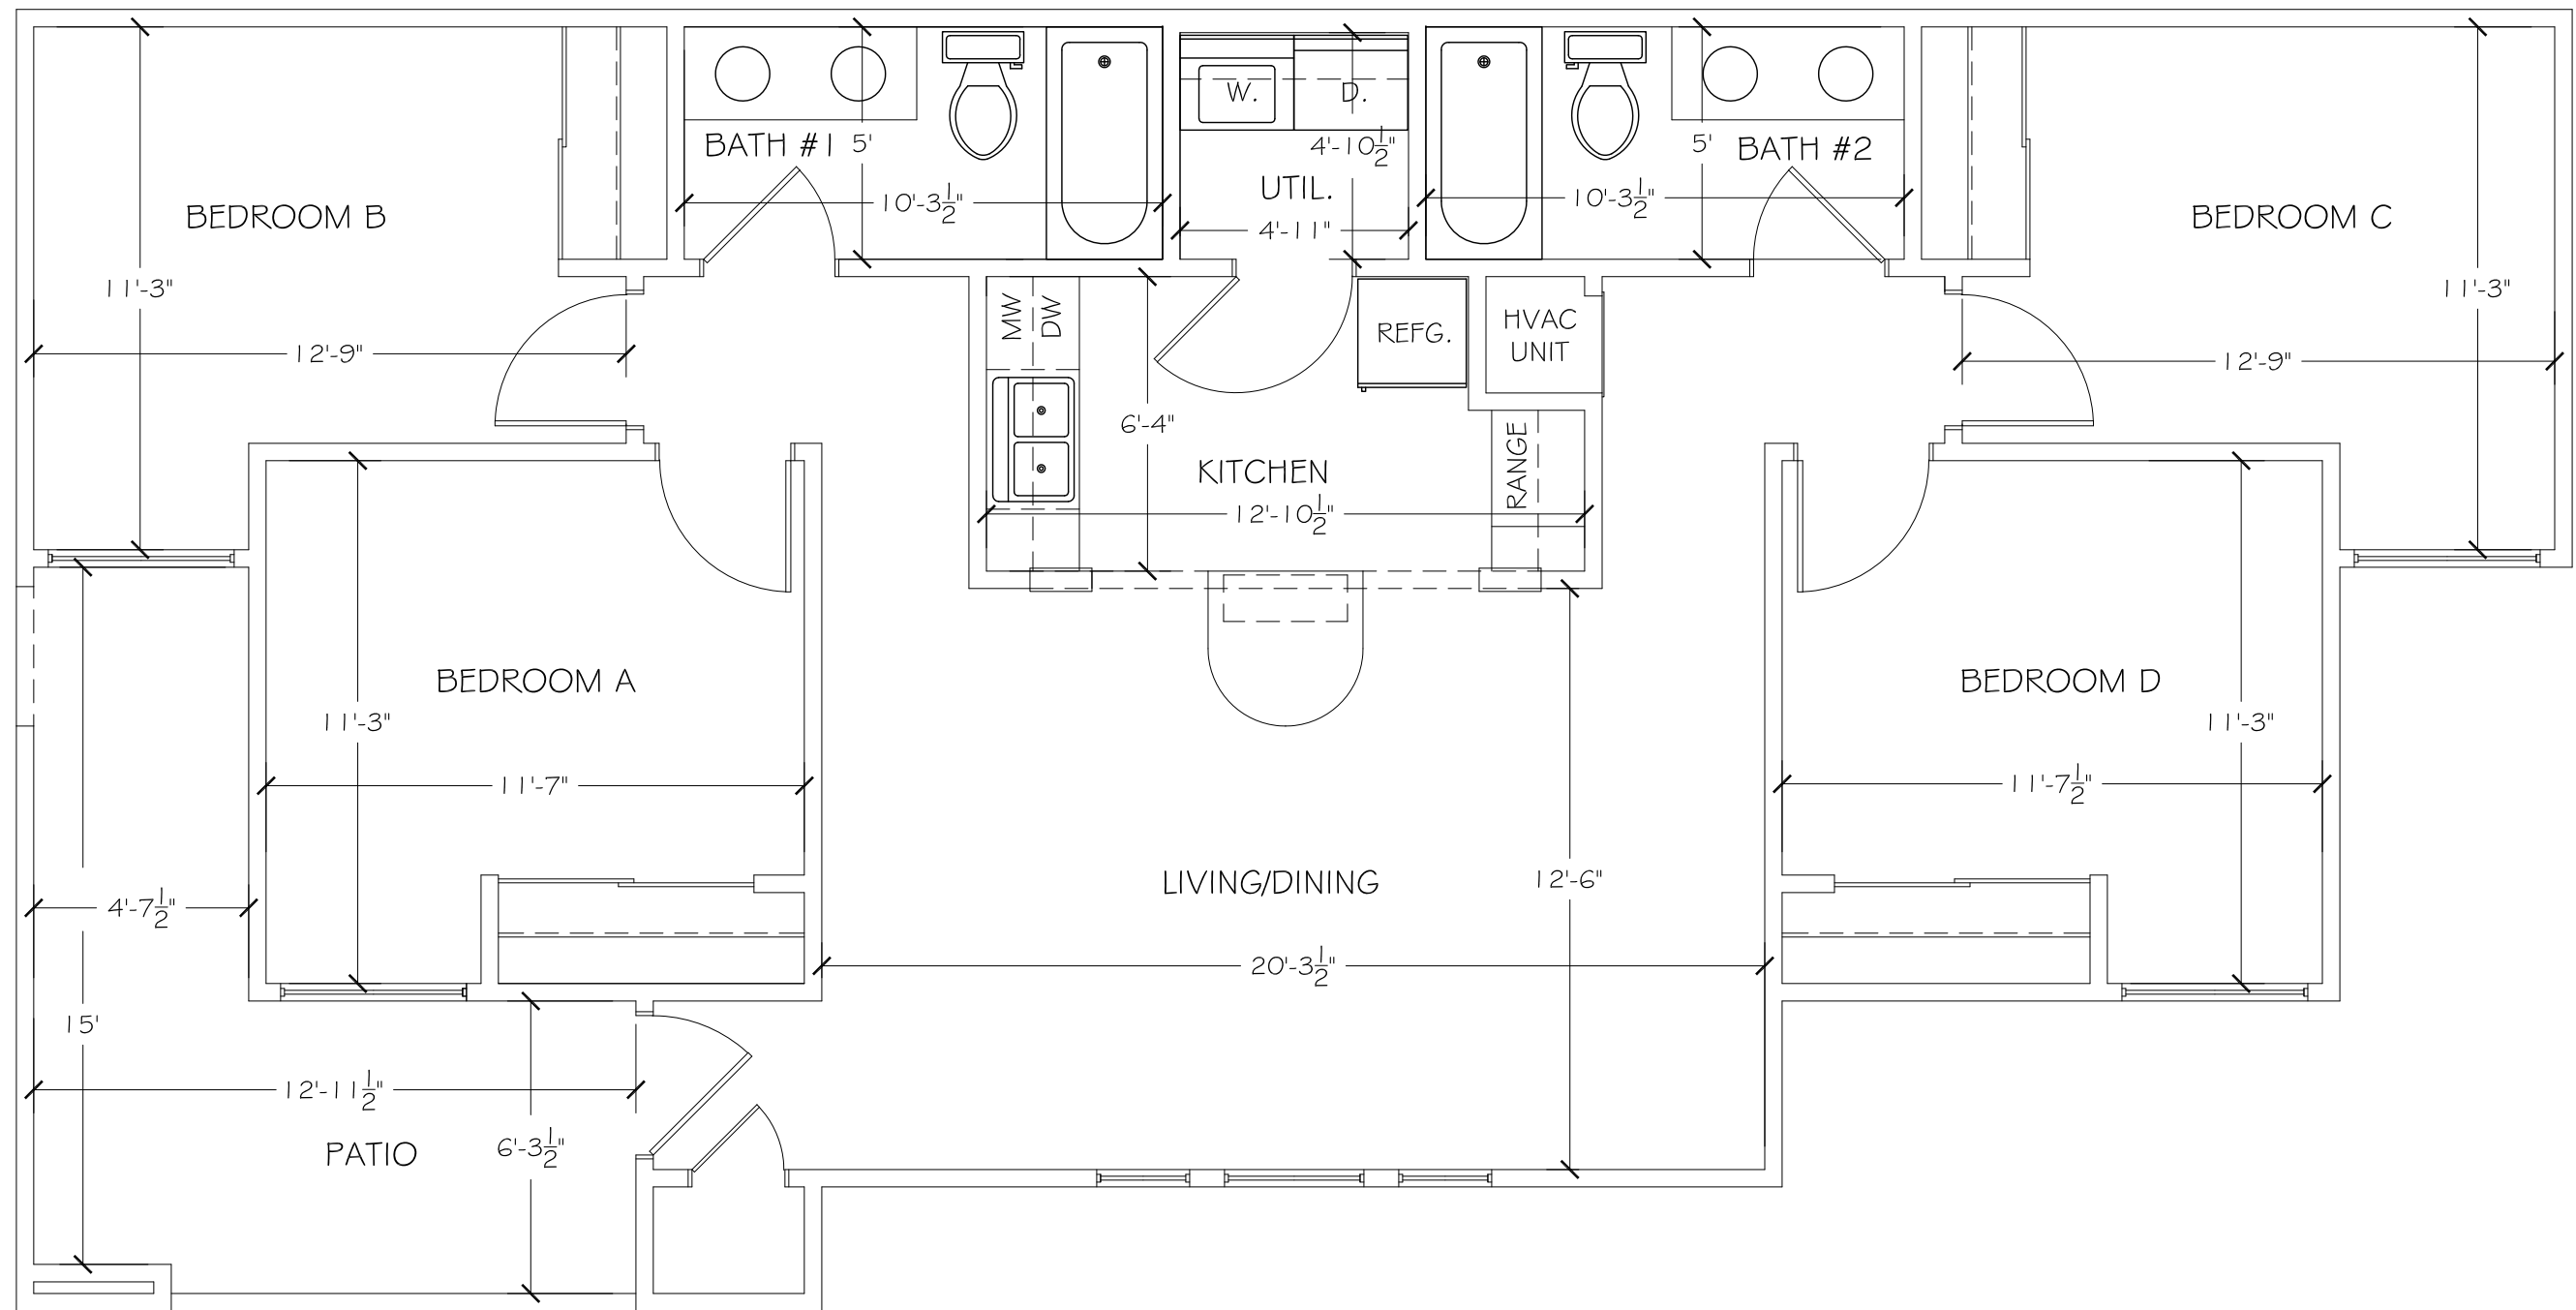 W.
D.
BATH #1
5'
4'-10 1/2"
5'
BATH #2
UTIL.
10'-3 1/2"
10'-3 1/2"
BEDROOM B
BEDROOM C
4'-11"
11'-3"
11'-3"
MW
DW
REFG.
HVAC
UNIT
12'-9"
12'-9"
6'-4"
KITCHEN
RANGE
12'-10 1/2"
BEDROOM A
BEDROOM D
11'-3"
11'-3"
11'-7"
11'-7 1/2"
LIVING/DINING
12'-6"
4'-7 1/2"
20'-3 1/2"
15'
12'-11 1/2"
PATIO
6'-3 1/2"